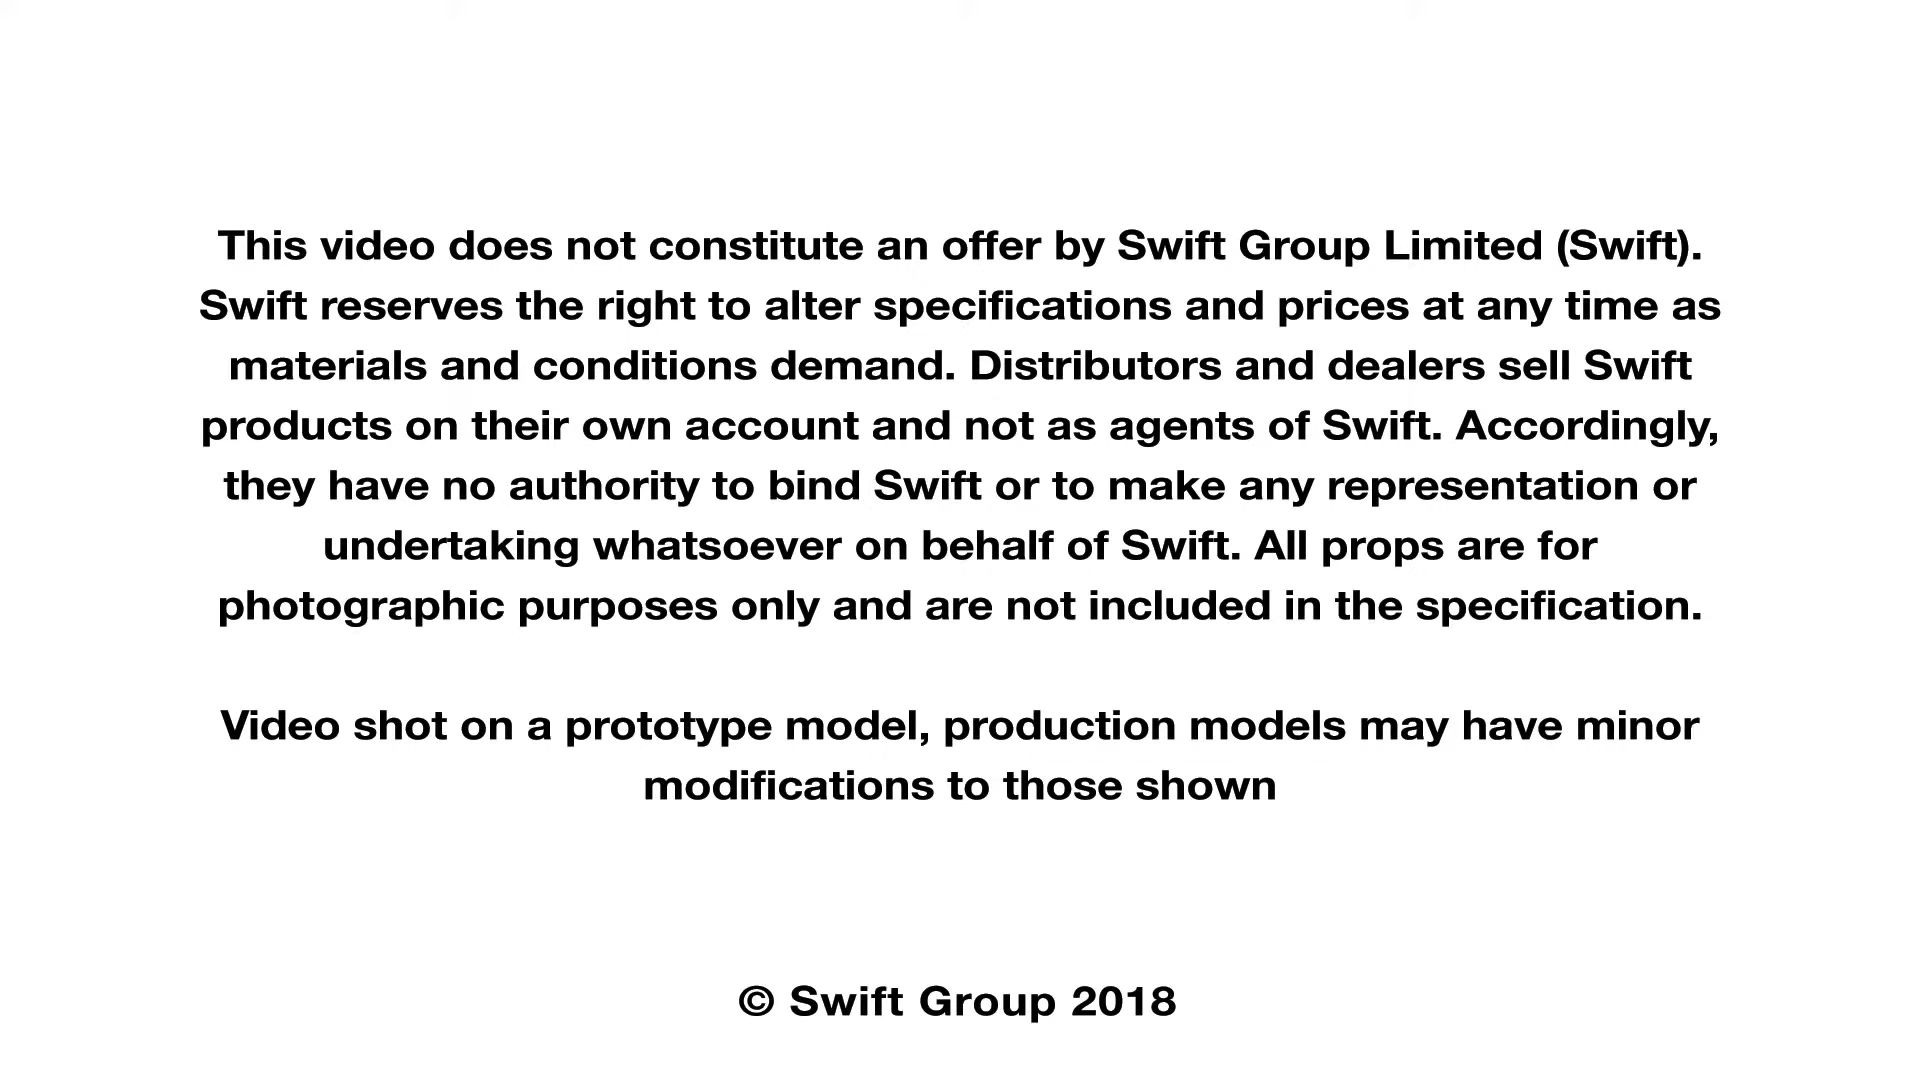 This video does not constitute an offer by Swift Group Limited (Swift).
Swift reserves the right to alter specifications and prices at any time as
materials and conditions demand. Distributors and dealers sell Swift
products on their own account and not as agents of Swift. Accordingly,
they have no authority to bind Swift or to make any representation or
undertaking whatsoever on behalf of Swift. All props are for
photographic purposes only and are not included in the specification.
Video shot on a prototype model, production models may have minor
modifications to those shown
© Swift Group 2018